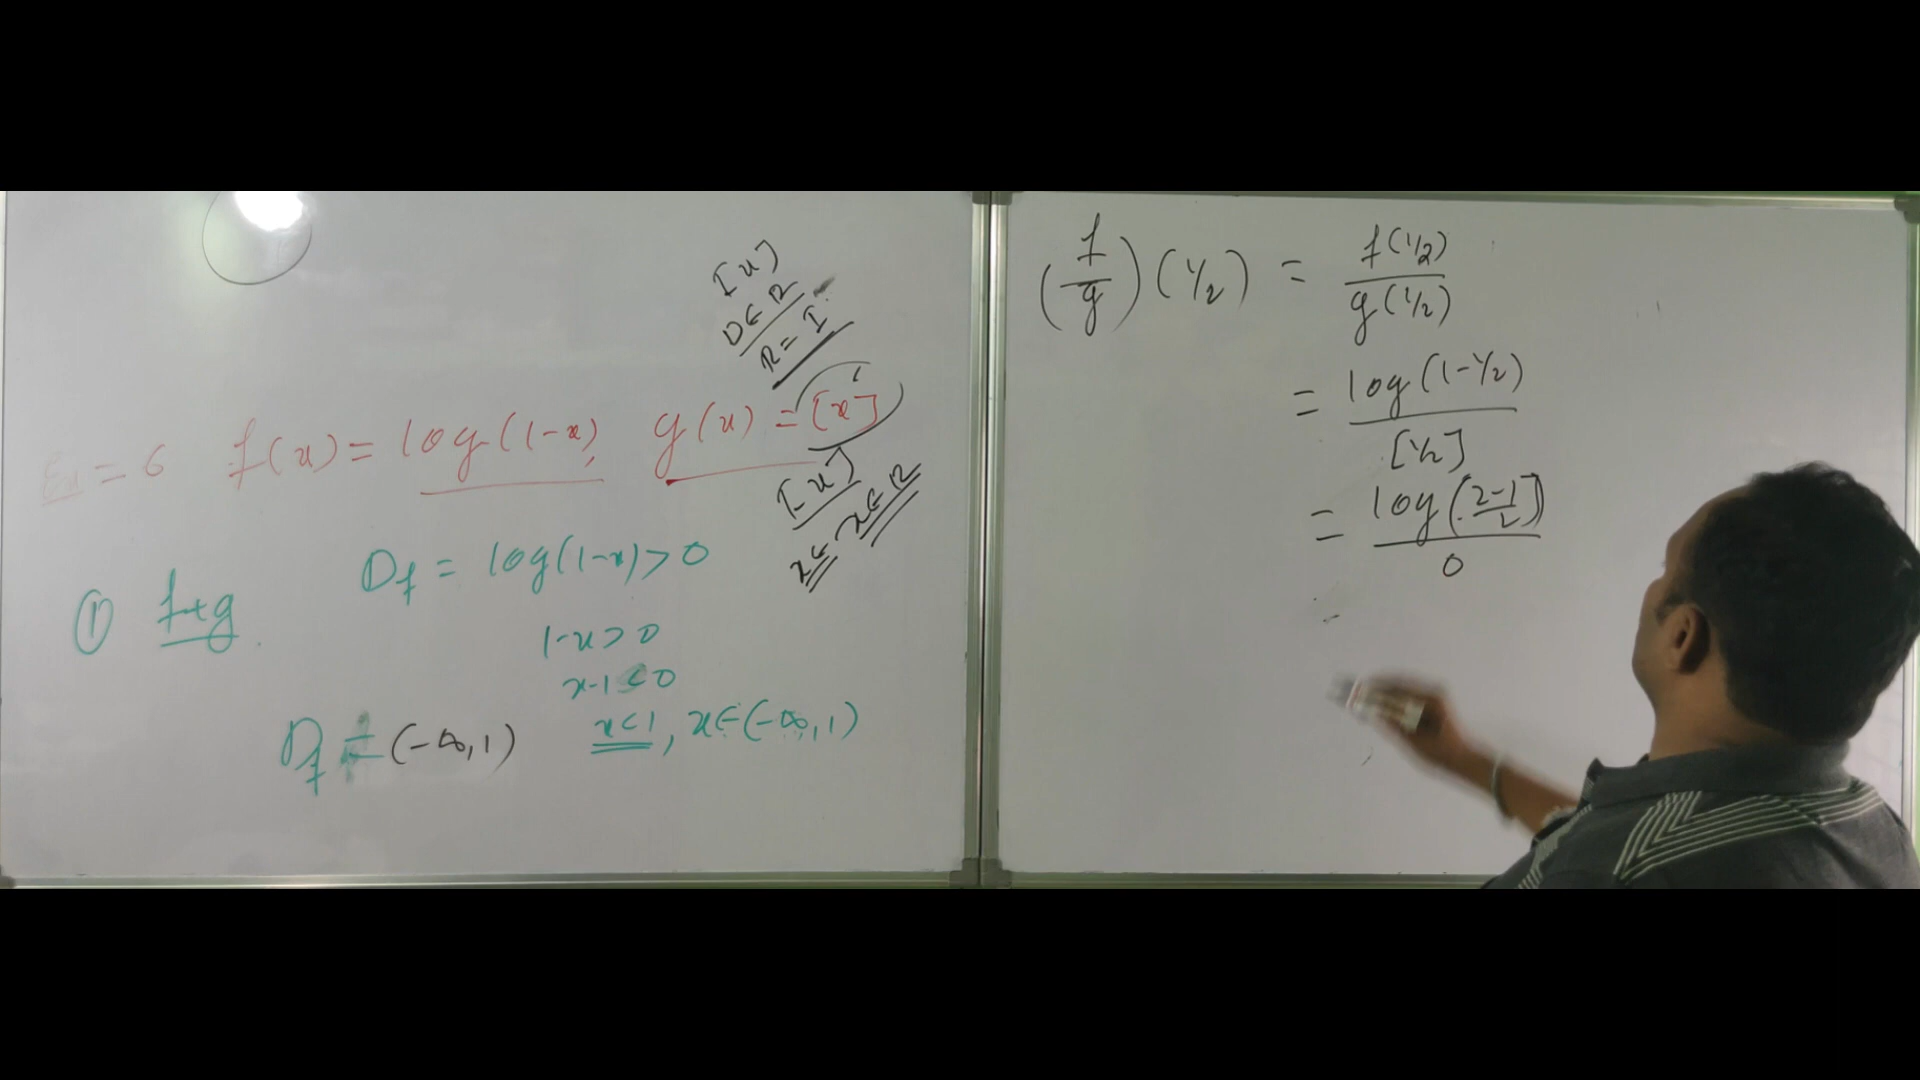 [x]
D ∈ R
R = I
Ex = 6 f(x) = log(1-x), g(x) = [x]
[x]
x ∈ x ∈ R
① f+g
Df = log(1-x) > 0
1-x > 0
x-1 < 0
x < 1, x ∈ (-∞, 1)
Df = (-∞, 1)
(f/g)(1/2) = f(1/2)/g(1/2)
= log(1-1/2)/[1/2]
= log(2-1/2)/0
=